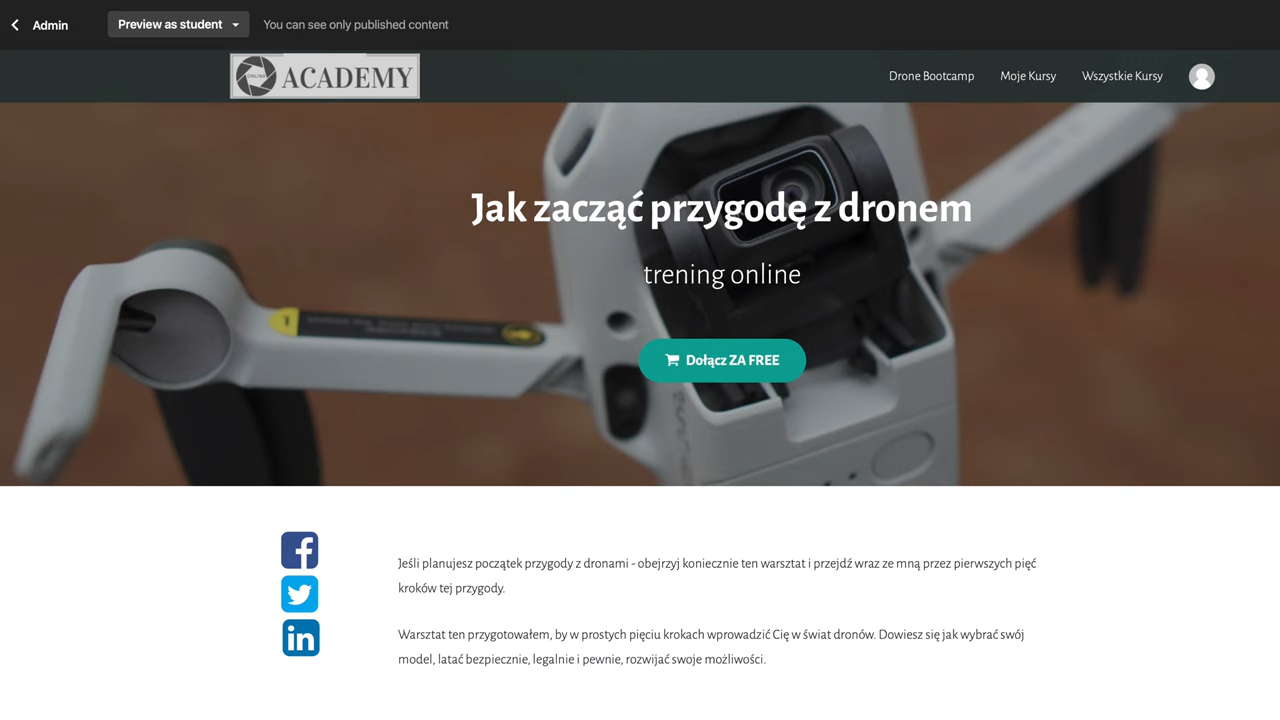 Admin
Preview as student
You can see only published content
ONLINE
ACADEMY
Drone Bootcamp
Moje Kursy
Wszystkie Kursy
Jak zacząć przygodę z dronem
trening online
Dołącz ZA FREE
Jeśli planujesz początek przygody z dronami - obejrzyj koniecznie ten warsztat i przejdź wraz ze mną przez pierwszych pięć
kroków tej przygody.
Warsztat ten przygotowałem, by w prostych pięciu krokach wprowadzić Cię w świat dronów. Dowiesz się jak wybrać swój
model, latać bezpiecznie, legalnie i pewnie, rozwijać swoje możliwości.